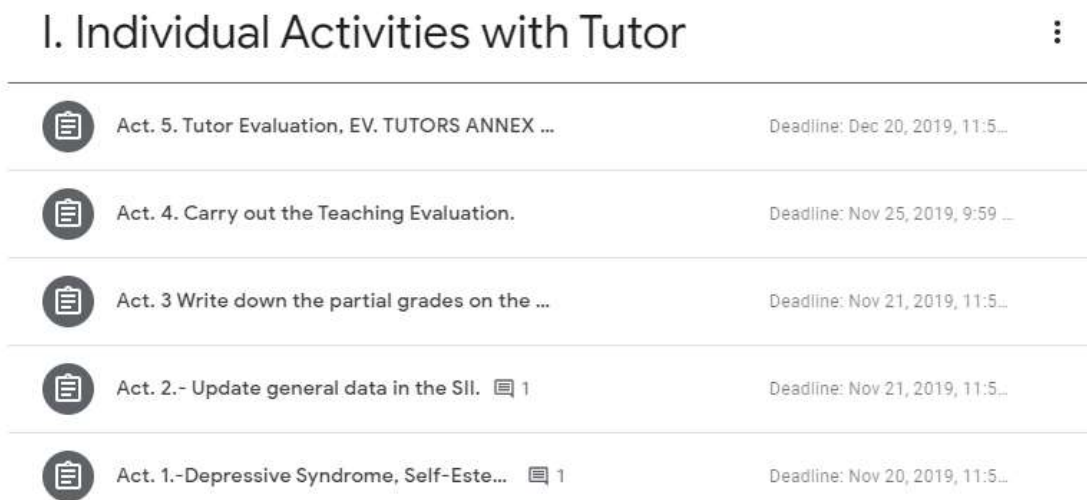 I. Individual Activities with Tutor
Act. 5. Tutor Evaluation, EV. TUTORS ANNEX ... Deadline: Dec 20, 2019, 11:5...
Act. 4. Carry out the Teaching Evaluation. Deadline: Nov 25, 2019, 9:59 ...
Act. 3 Write down the partial grades on the ... Deadline: Nov 21, 2019, 11:5...
Act. 2.- Update general data in the SII. 1 Deadline: Nov 21, 2019, 11:5...
Act. 1.-Depressive Syndrome, Self-Este... 1 Deadline: Nov 20, 2019, 11:5...